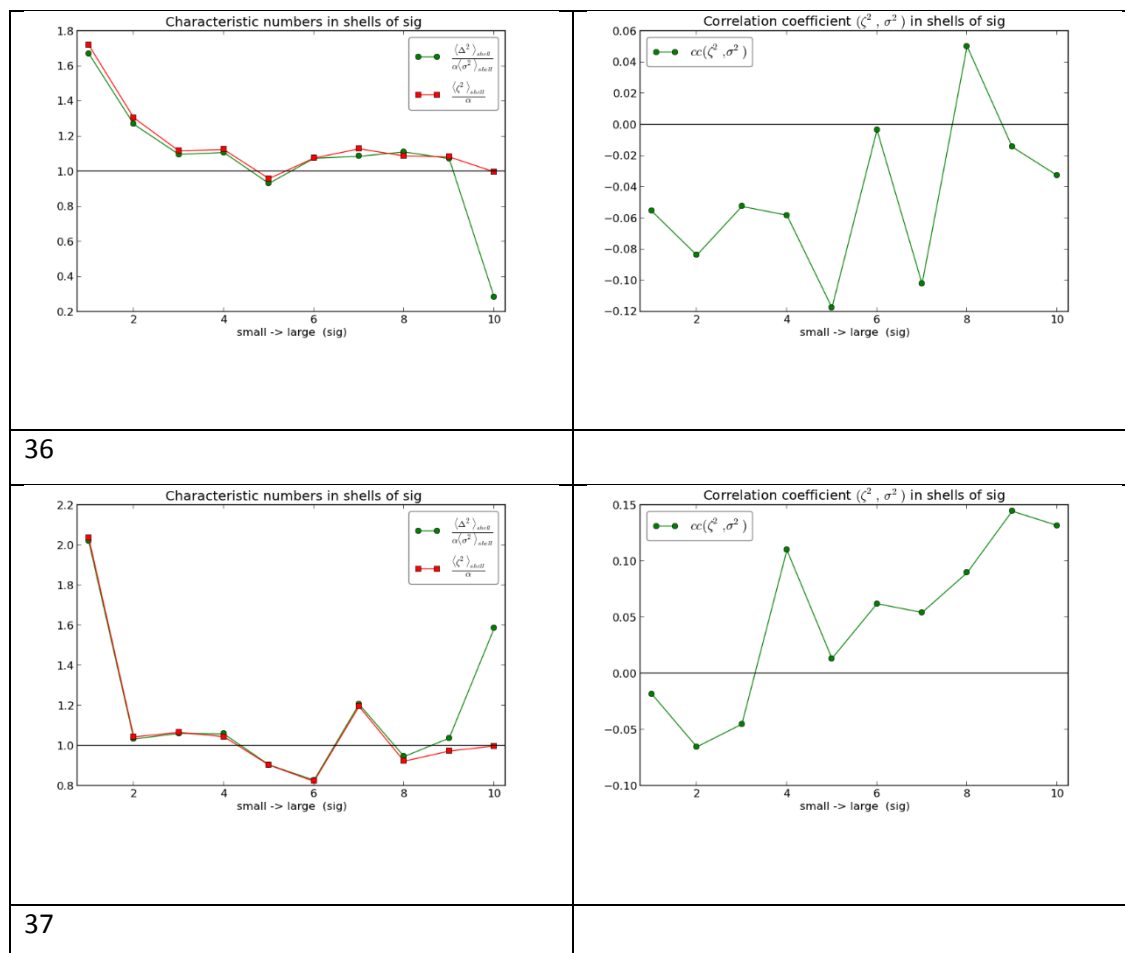 Characteristic numbers in shells of sig
1.8
1.6
1.4
1.2
1.0
0.8
0.6
0.4
0.2
⟨Δ²⟩shell / α⟨σ²⟩shell
⟨ζ²⟩shell / α
2 4 6 8 10
small -> large (sig)
Correlation coefficient (ζ² , σ² ) in shells of sig
0.06
0.04
0.02
0.00
−0.02
−0.04
−0.06
−0.08
−0.10
−0.12
cc(ζ² ,σ² )
2 4 6 8 10
small -> large (sig)
36
Characteristic numbers in shells of sig
2.2
2.0
1.8
1.6
1.4
1.2
1.0
0.8
⟨Δ²⟩shell / α⟨σ²⟩shell
⟨ζ²⟩shell / α
2 4 6 8 10
small -> large (sig)
Correlation coefficient (ζ² , σ² ) in shells of sig
0.15
0.10
0.05
0.00
−0.05
−0.10
cc(ζ² ,σ² )
2 4 6 8 10
small -> large (sig)
37